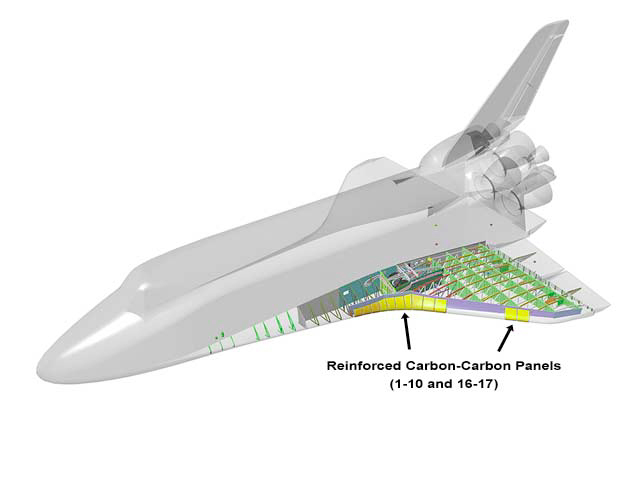 Reinforced Carbon-Carbon Panels
(1-10 and 16-17)